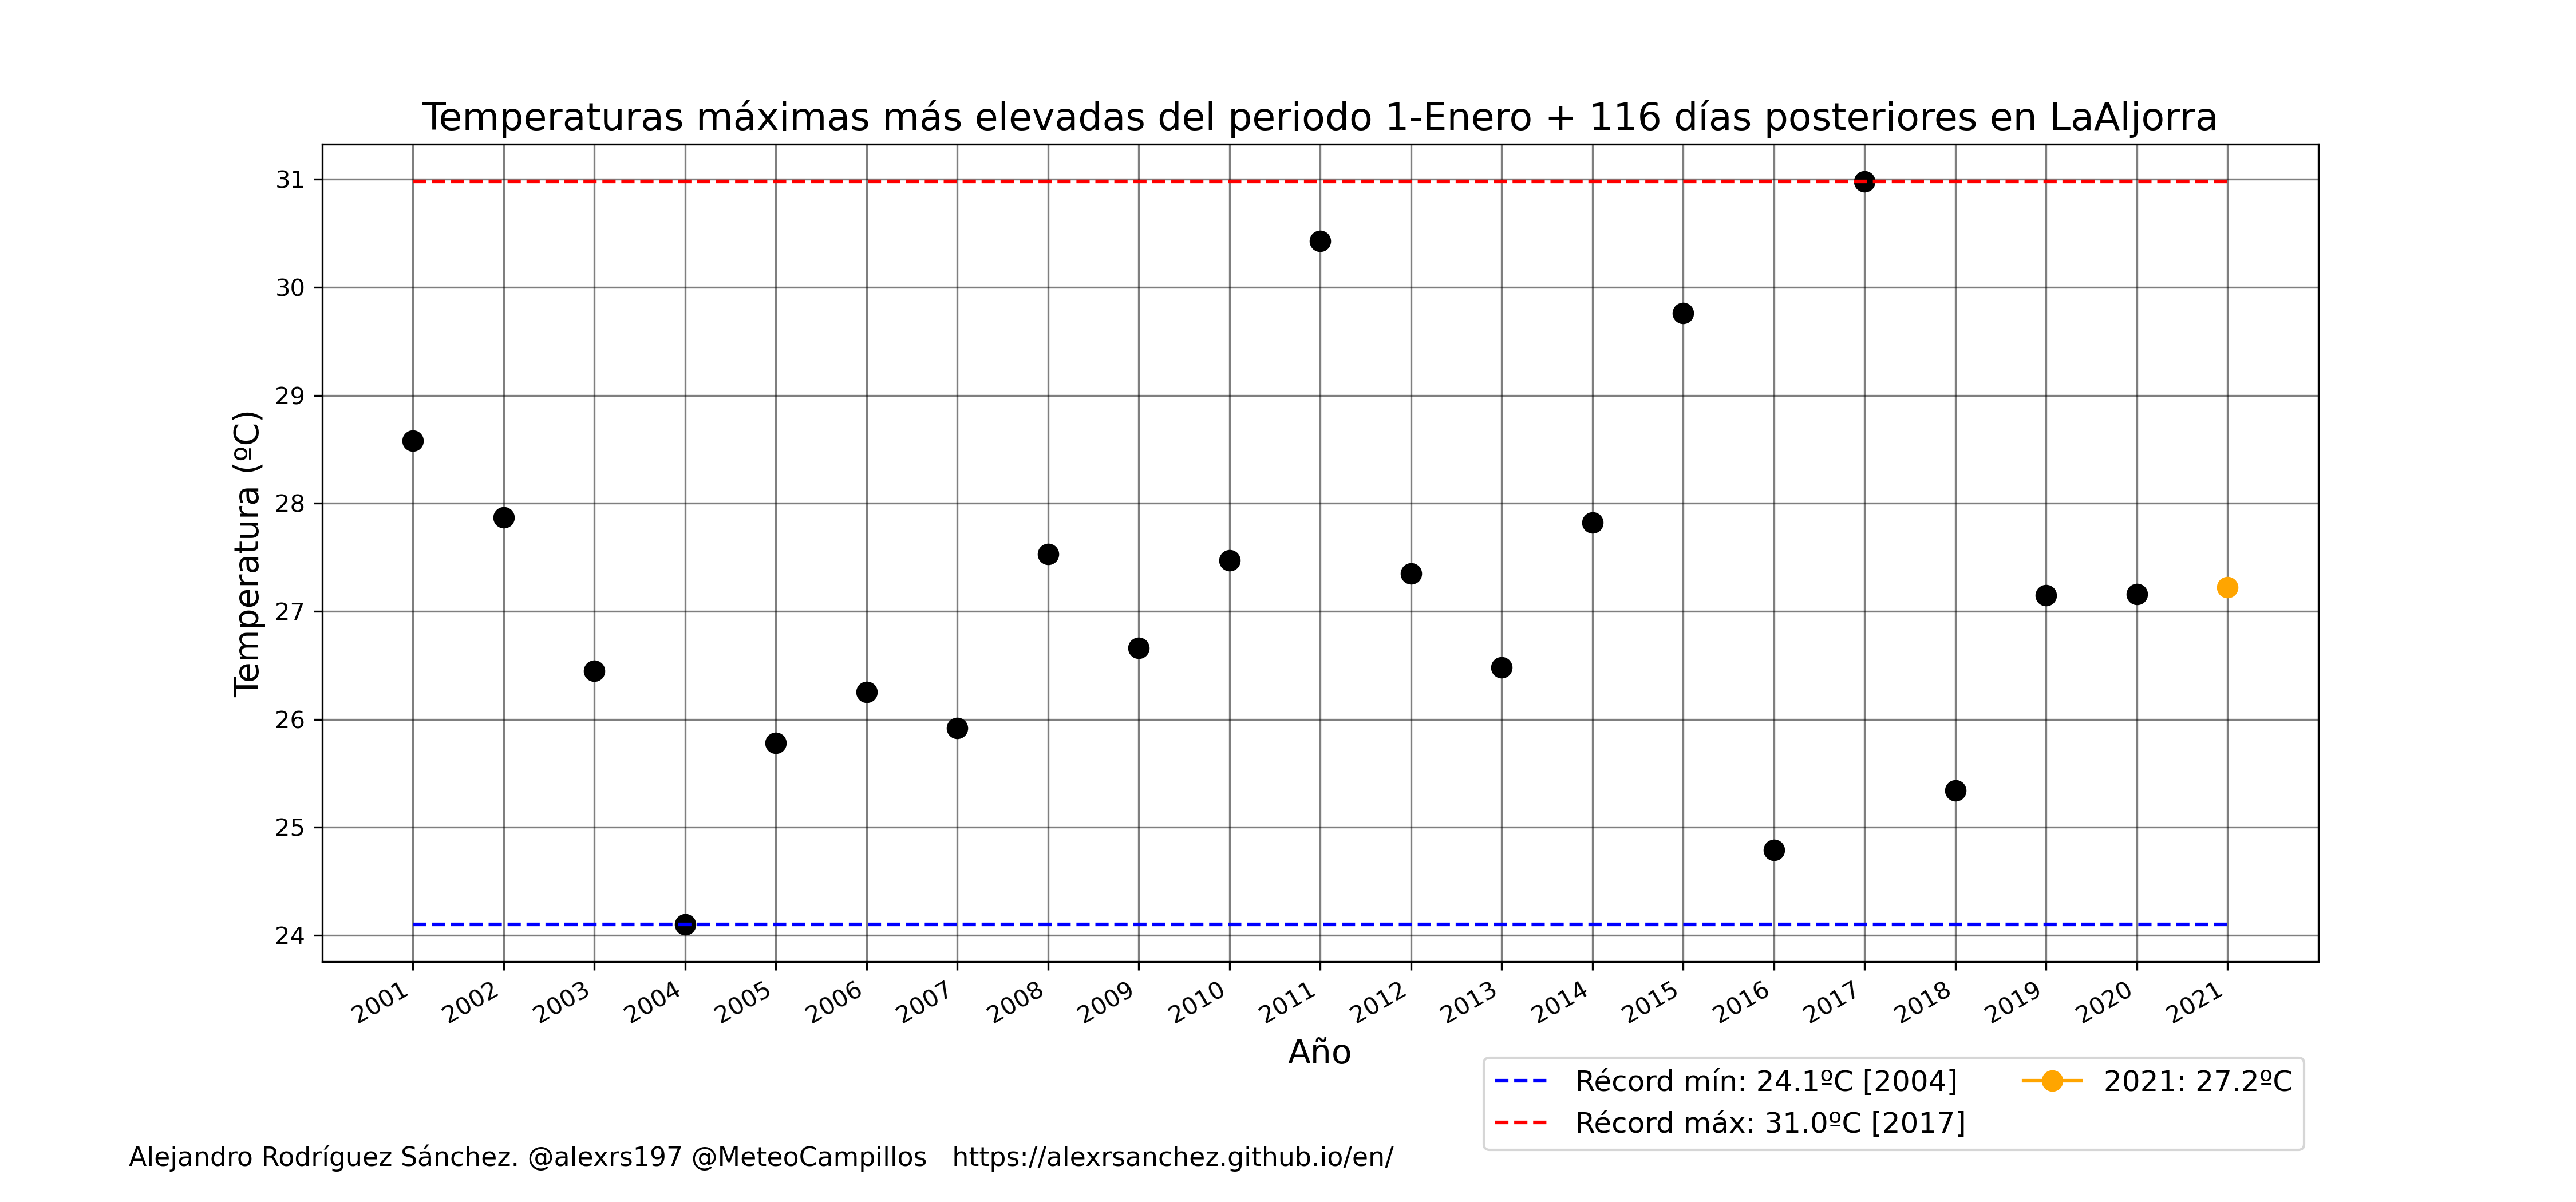 Temperaturas máximas más elevadas del periodo 1-Enero + 116 días posteriores en LaAljorra
Temperatura (ºC)
31
30
29
28
27
26
25
24
2001 2002 2003 2004 2005 2006 2007 2008 2009 2010 2011 2012 2013 2014 2015 2016 2017 2018 2019 2020 2021
Año
Récord mín: 24.1ºC [2004]
Récord máx: 31.0ºC [2017]
2021: 27.2ºC
Alejandro Rodríguez Sánchez. @alexrs197 @MeteoCampillos https://alexrsanchez.github.io/en/